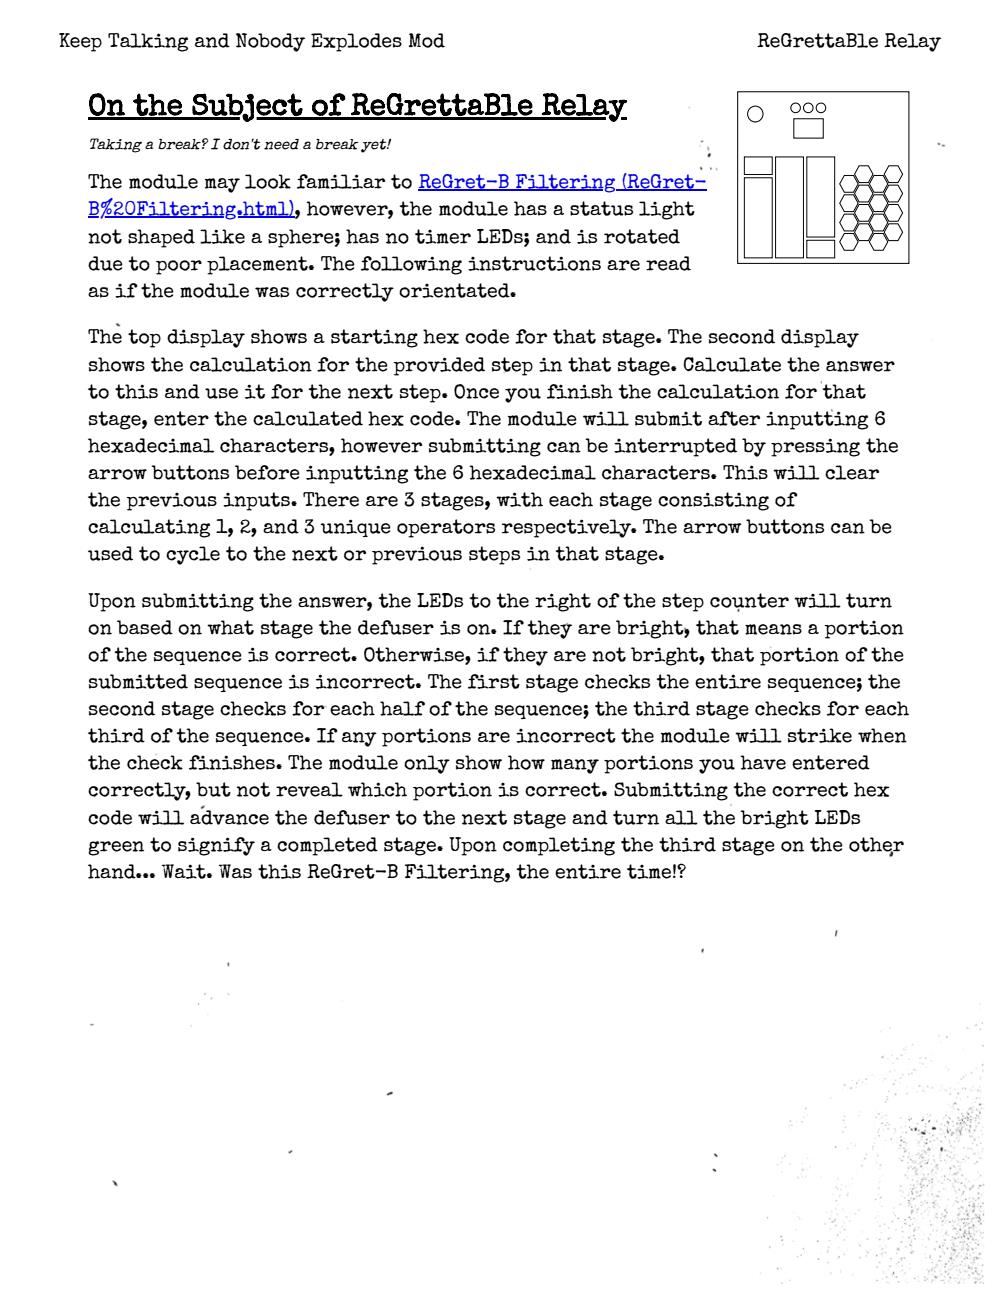 Keep Talking and Nobody Explodes Mod
ReGrettaBle Relay
On the Subject of ReGrettaBle Relay
Taking a break? I don't need a break yet!
The module may look familiar to ReGret-B Filtering (ReGret-
B%20Filtering.html), however, the module has a status light
not shaped like a sphere; has no timer LEDs; and is rotated
due to poor placement. The following instructions are read
as if the module was correctly orientated.
The top display shows a starting hex code for that stage. The second display
shows the calculation for the provided step in that stage. Calculate the answer
to this and use it for the next step. Once you finish the calculation for that
stage, enter the calculated hex code. The module will submit after inputting 6
hexadecimal characters, however submitting can be interrupted by pressing the
arrow buttons before inputting the 6 hexadecimal characters. This will clear
the previous inputs. There are 3 stages, with each stage consisting of
calculating 1, 2, and 3 unique operators respectively. The arrow buttons can be
used to cycle to the next or previous steps in that stage.
Upon submitting the answer, the LEDs to the right of the step counter will turn
on based on what stage the defuser is on. If they are bright, that means a portion
of the sequence is correct. Otherwise, if they are not bright, that portion of the
submitted sequence is incorrect. The first stage checks the entire sequence; the
second stage checks for each half of the sequence; the third stage checks for each
third of the sequence. If any portions are incorrect the module will strike when
the check finishes. The module only show how many portions you have entered
correctly, but not reveal which portion is correct. Submitting the correct hex
code will advance the defuser to the next stage and turn all the bright LEDs
green to signify a completed stage. Upon completing the third stage on the other
hand... Wait. Was this ReGret-B Filtering, the entire time!?